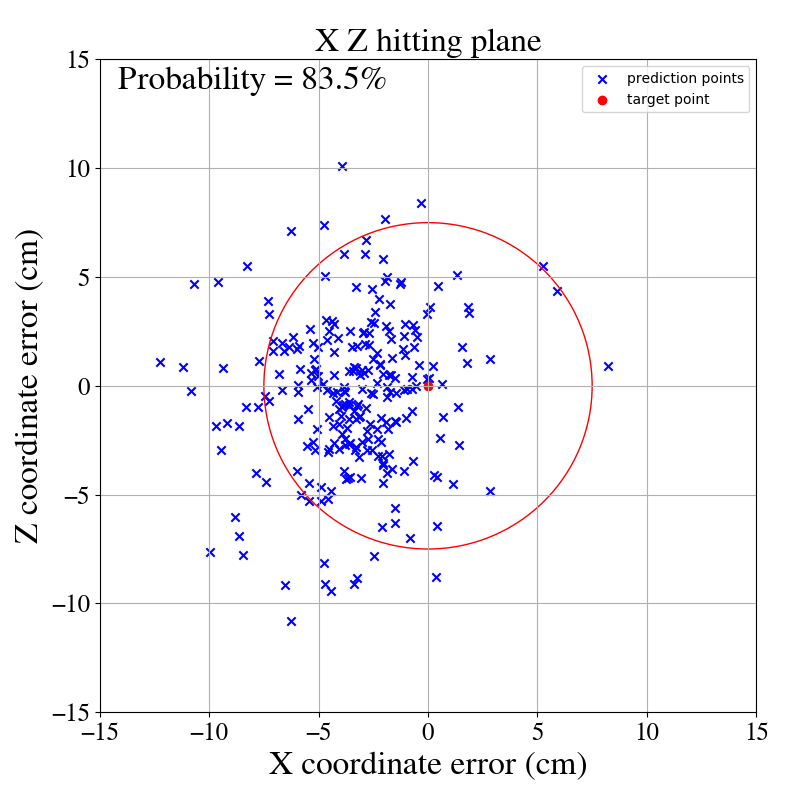 X Z hitting plane
Probability = 83.5%
prediction points
target point
15
10
5
0
−5
−10
−15
Z coordinate error (cm)
−15
−10
−5
0
5
10
15
X coordinate error (cm)